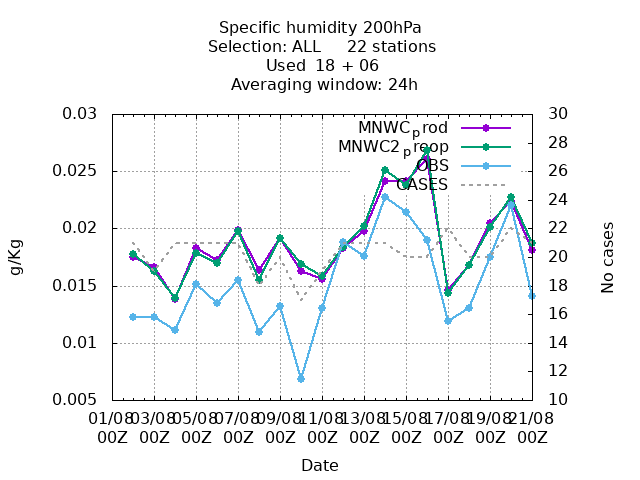 Specific humidity 200hPa
Selection: ALL     22 stations
Used  18 + 06
Averaging window: 24h
MNWC_prod
MNWC2_preop
OBS
CASES
0.03
0.025
0.02
0.015
0.01
0.005
g/Kg
30
28
26
24
22
20
18
16
14
12
10
No cases
01/08 03/08 05/08 07/08 09/08 11/08 13/08 15/08 17/08 19/08 21/08
00Z 00Z 00Z 00Z 00Z 00Z 00Z 00Z 00Z 00Z 00Z
Date